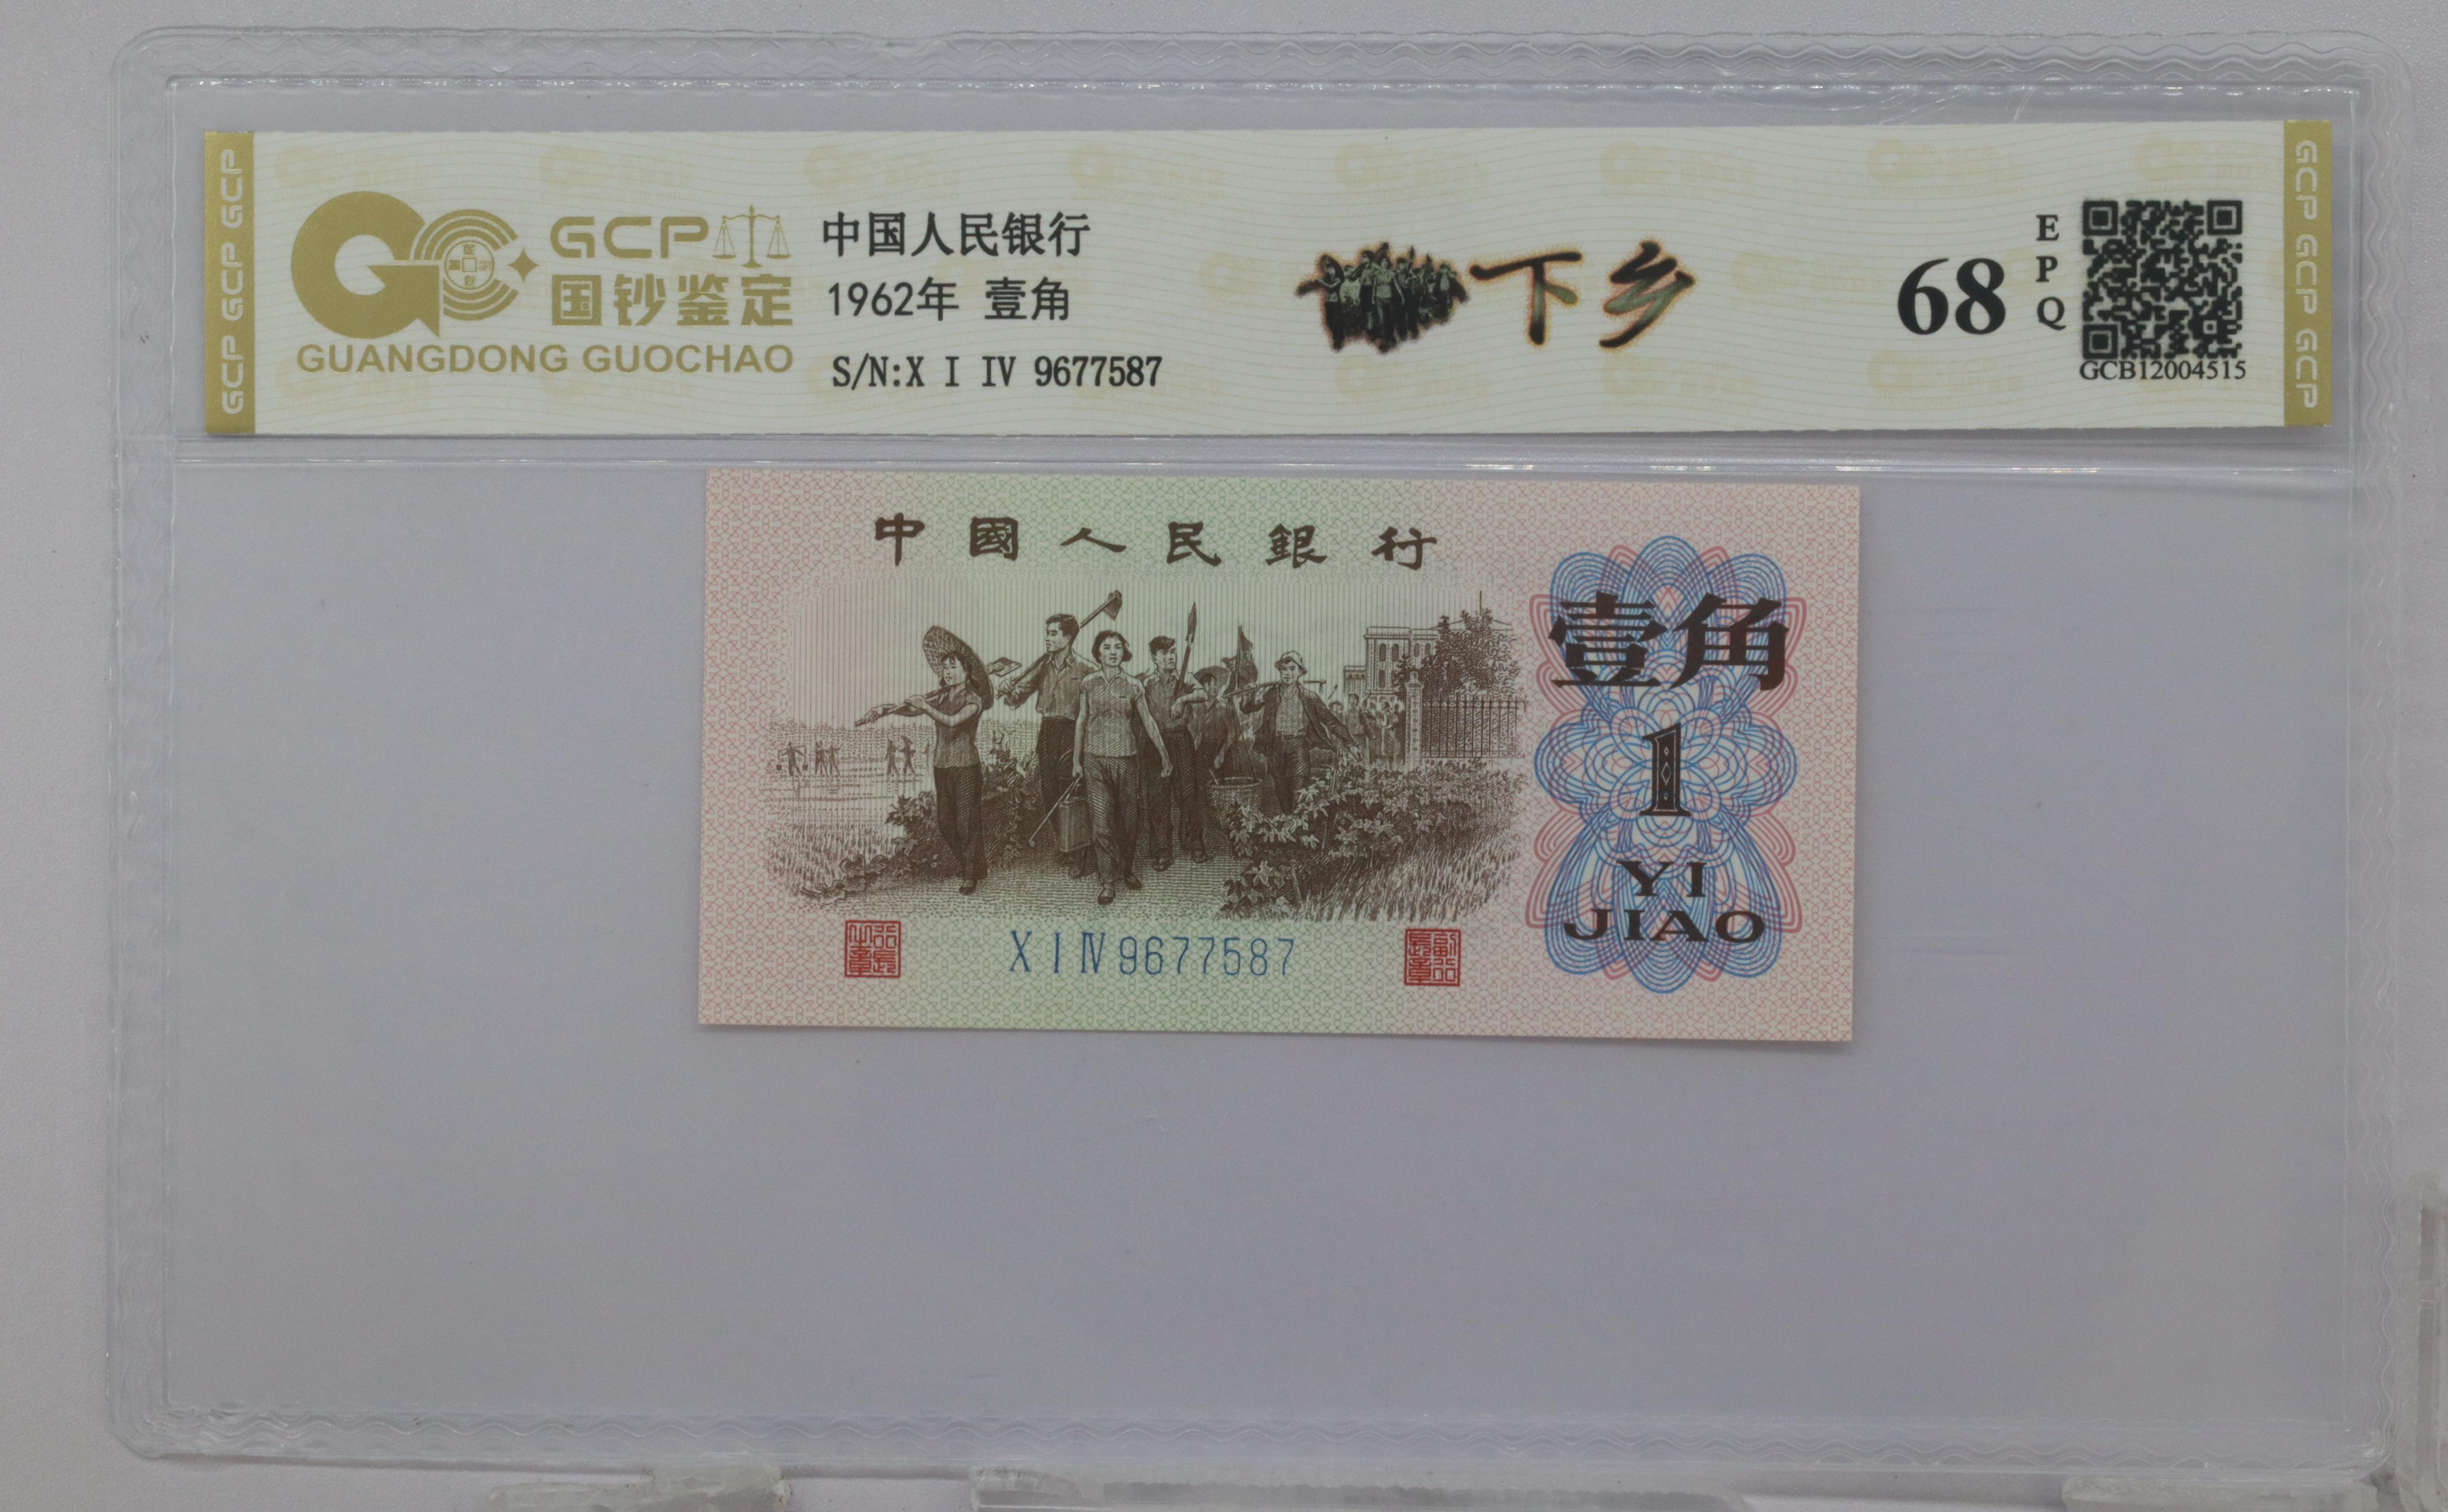 GCP GCP GCP
GCP
国钞鉴定
GUANGDONG GUOCHAO
中国人民银行
1962年 壹角
S/N:X I IV 9677587
下乡
68
EPQ
GCB12004515
GCP GCP GCP
中國人民銀行
壹角
1
YI
JIAO
X I IV 9677587